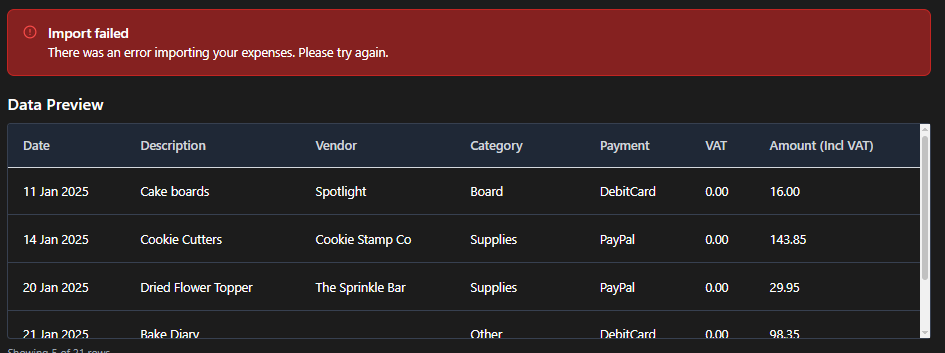 Import failed
There was an error importing your expenses. Please try again.
Data Preview
Date Description Vendor Category Payment VAT Amount (Incl VAT)
11 Jan 2025 Cake boards Spotlight Board DebitCard 0.00 16.00
14 Jan 2025 Cookie Cutters Cookie Stamp Co Supplies PayPal 0.00 143.85
20 Jan 2025 Dried Flower Topper The Sprinkle Bar Supplies PayPal 0.00 29.95
21 Jan 2025 Bake Diary Other DebitCard 0.00 98.35
Showing 5 of 21 rows